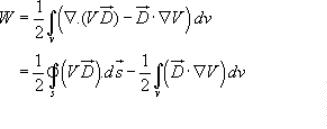 W = 1/2 ∫_v (∇.(VD⃗) − D⃗·∇V) dv
= 1/2 ∮_s (VD⃗).ds⃗ − 1/2 ∫_v (D⃗·∇V) dv